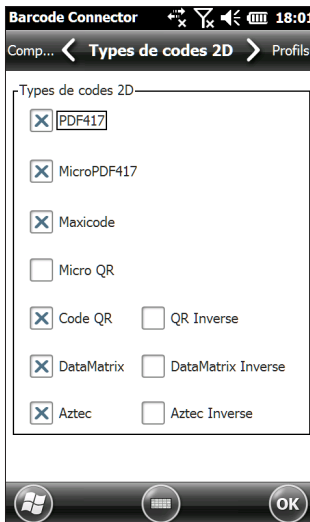 Barcode Connector 18:01
Comp... Types de codes 2D Profils
Types de codes 2D
PDF417
MicroPDF417
Maxicode
Micro QR
Code QR QR Inverse
DataMatrix DataMatrix Inverse
Aztec Aztec Inverse
OK